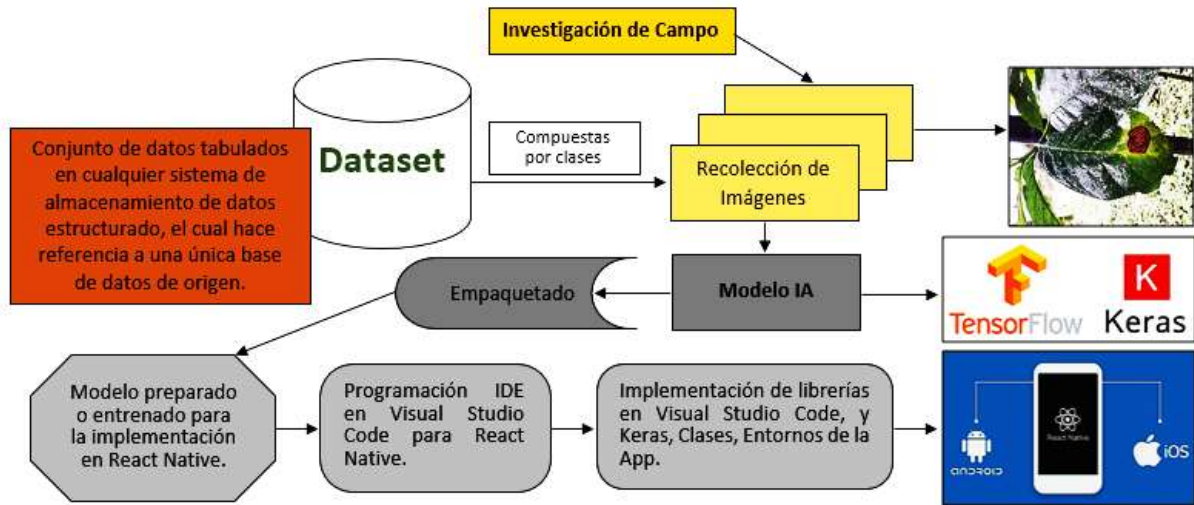 Investigación de Campo
Conjunto de datos tabulados
en cualquier sistema de
almacenamiento de datos
estructurado, el cual hace
referencia a una única base
de datos de origen.
Dataset
Compuestas
por clases
Recolección de
Imágenes
Empaquetado
Modelo IA
TensorFlow
K
Keras
Modelo preparado
o entrenado para
la implementación
en React Native.
Programación IDE
en Visual Studio
Code para React
Native.
Implementación de librerías
en Visual Studio Code, y
Keras, Clases, Entornos de la
App.
React Native
android
iOS